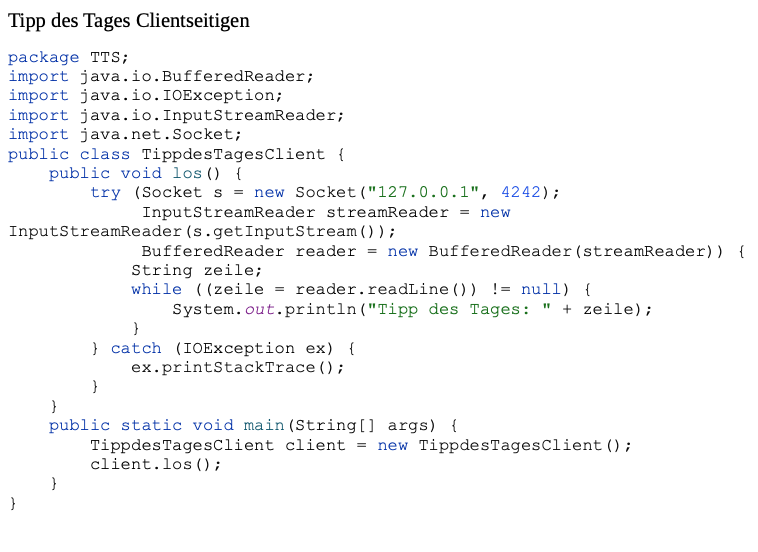 Tipp des Tages Clientseitigen
package TTS;
import java.io.BufferedReader;
import java.io.IOException;
import java.io.InputStreamReader;
import java.net.Socket;
public class TippdesTagesClient {
    public void los() {
        try (Socket s = new Socket("127.0.0.1", 4242);
             InputStreamReader streamReader = new
InputStreamReader(s.getInputStream());
             BufferedReader reader = new BufferedReader(streamReader)) {
            String zeile;
            while ((zeile = reader.readLine()) != null) {
                System.out.println("Tipp des Tages: " + zeile);
            }
        } catch (IOException ex) {
            ex.printStackTrace();
        }
    }
    public static void main(String[] args) {
        TippdesTagesClient client = new TippdesTagesClient();
        client.los();
    }
}